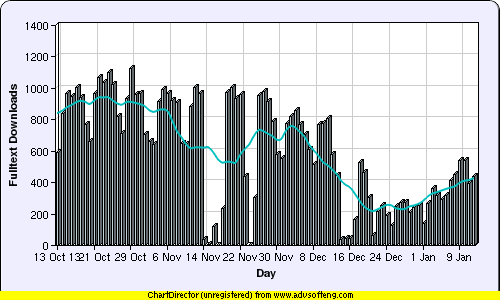 1400
1200
1000
800
600
400
200
0
Fulltext Downloads
13 Oct 13 21 Oct 29 Oct 6 Nov 14 Nov 22 Nov 30 Nov 8 Dec 16 Dec 24 Dec 1 Jan 9 Jan
Day
ChartDirector (unregistered) from www.advsofteng.com